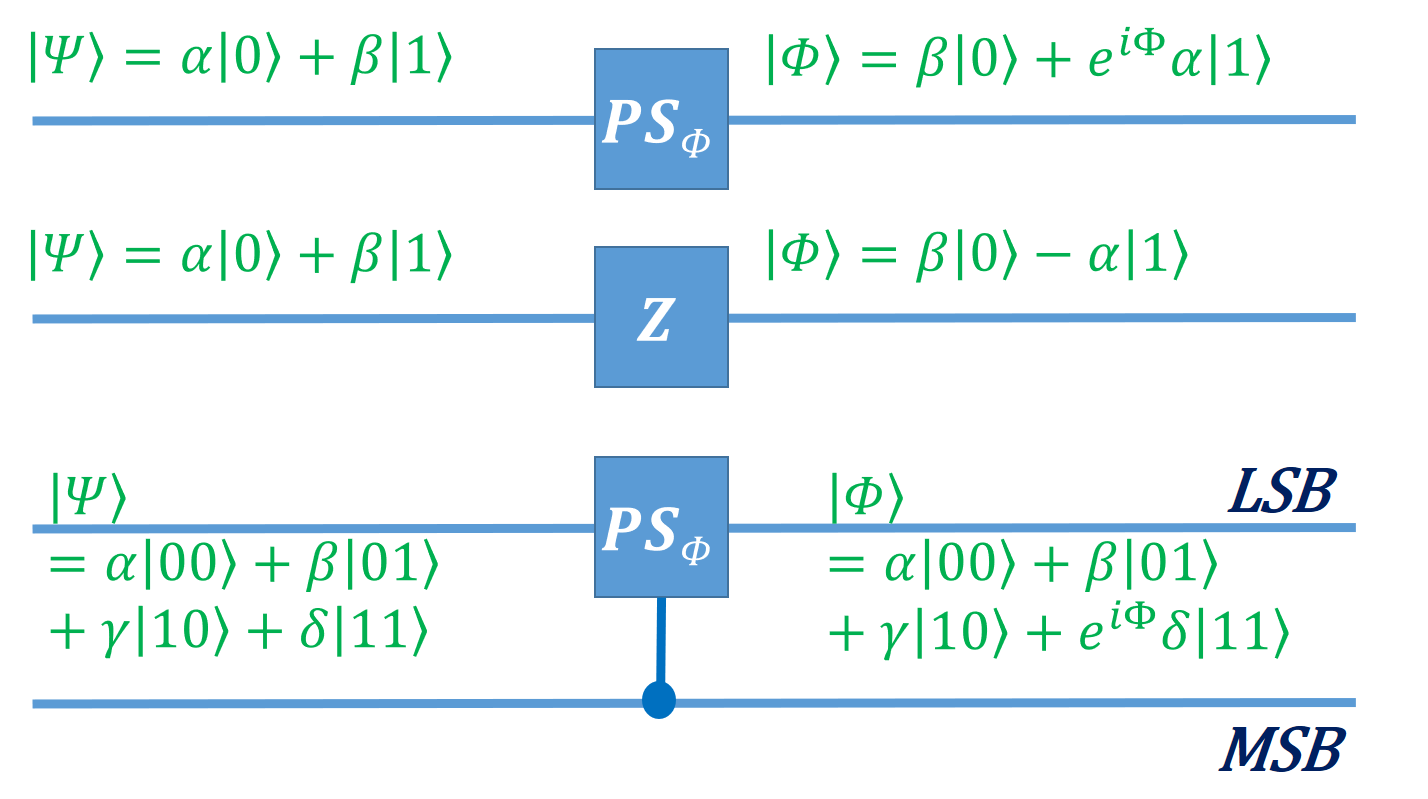 |Ψ⟩ = α|0⟩ + β|1⟩
PS_Φ
|Φ⟩ = β|0⟩ + e^{iΦ}α|1⟩
|Ψ⟩ = α|0⟩ + β|1⟩
Z
|Φ⟩ = β|0⟩ − α|1⟩
|Ψ⟩
= α|00⟩ + β|01⟩
+ γ|10⟩ + δ|11⟩
PS_Φ
|Φ⟩
= α|00⟩ + β|01⟩
+ γ|10⟩ + e^{iΦ}δ|11⟩
LSB
MSB